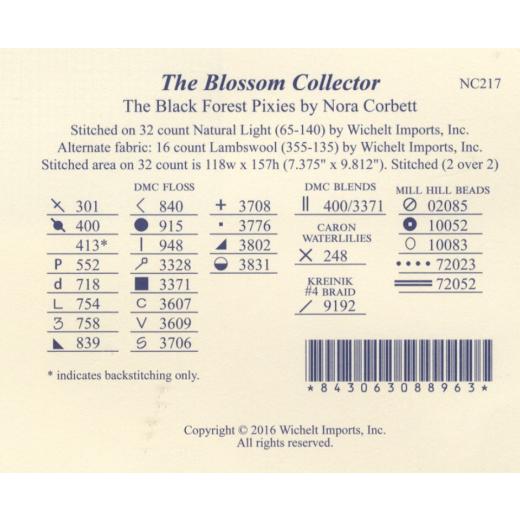 The Blossom Collector NC217
The Black Forest Pixies by Nora Corbett
Stitched on 32 count Natural Light (65-140) by Wichelt Imports, Inc.
Alternate fabric: 16 count Lambswool (355-135) by Wichelt Imports, Inc.
Stitched area on 32 count is 118w x 157h (7.375" x 9.812"). Stitched (2 over 2)
DMC FLOSS
301
400
413*
P 552
d 718
L 754
3 758
839
840
915
948
3328
3371
C 3607
V 3609
S 3706
+ 3708
3776
3802
3831
DMC BLENDS
400/3371
CARON
WATERLILIES
X 248
KREINIK
#4 BRAID
/ 9192
MILL HILL BEADS
02085
10052
10083
72023
72052
* indicates backstitching only.
*843063088963*
Copyright © 2016 Wichelt Imports, Inc.
All rights reserved.